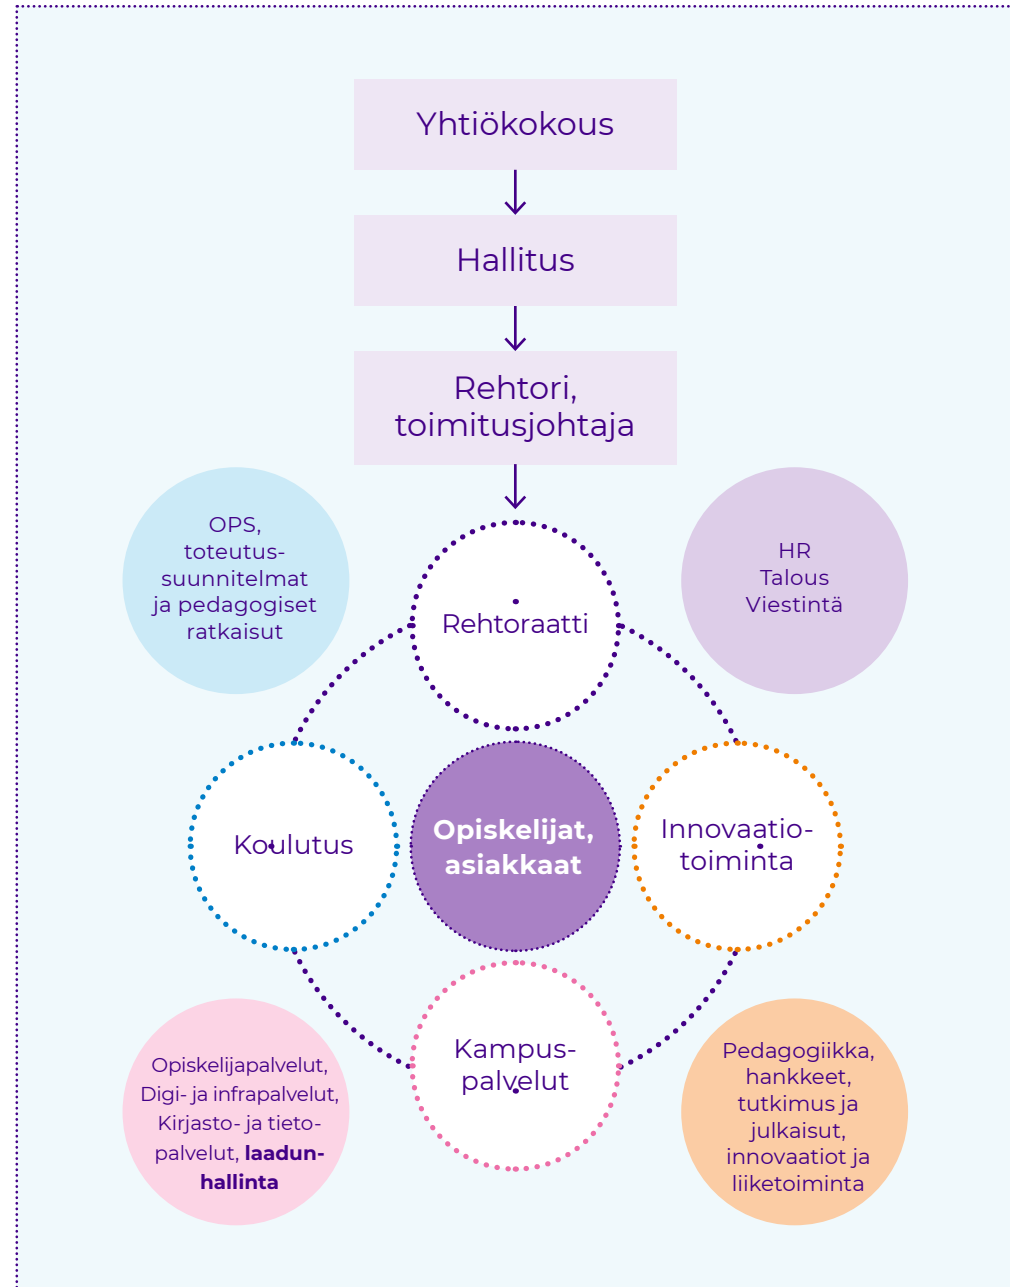 Yhtiökokous
Hallitus
Rehtori,
toimitusjohtaja
OPS,
toteutus-
suunnitelmat
ja pedagogiset
ratkaisut
HR
Talous
Viestintä
Rehtoraatti
Koulutus
Opiskelijat,
asiakkaat
Innovaatio-
toiminta
Kampus-
palvelut
Opiskelijapalvelut,
Digi- ja infrapalvelut,
Kirjasto- ja tieto-
palvelut, laadun-
hallinta
Pedagogiikka,
hankkeet,
tutkimus ja
julkaisut,
innovaatiot ja
liiketoiminta